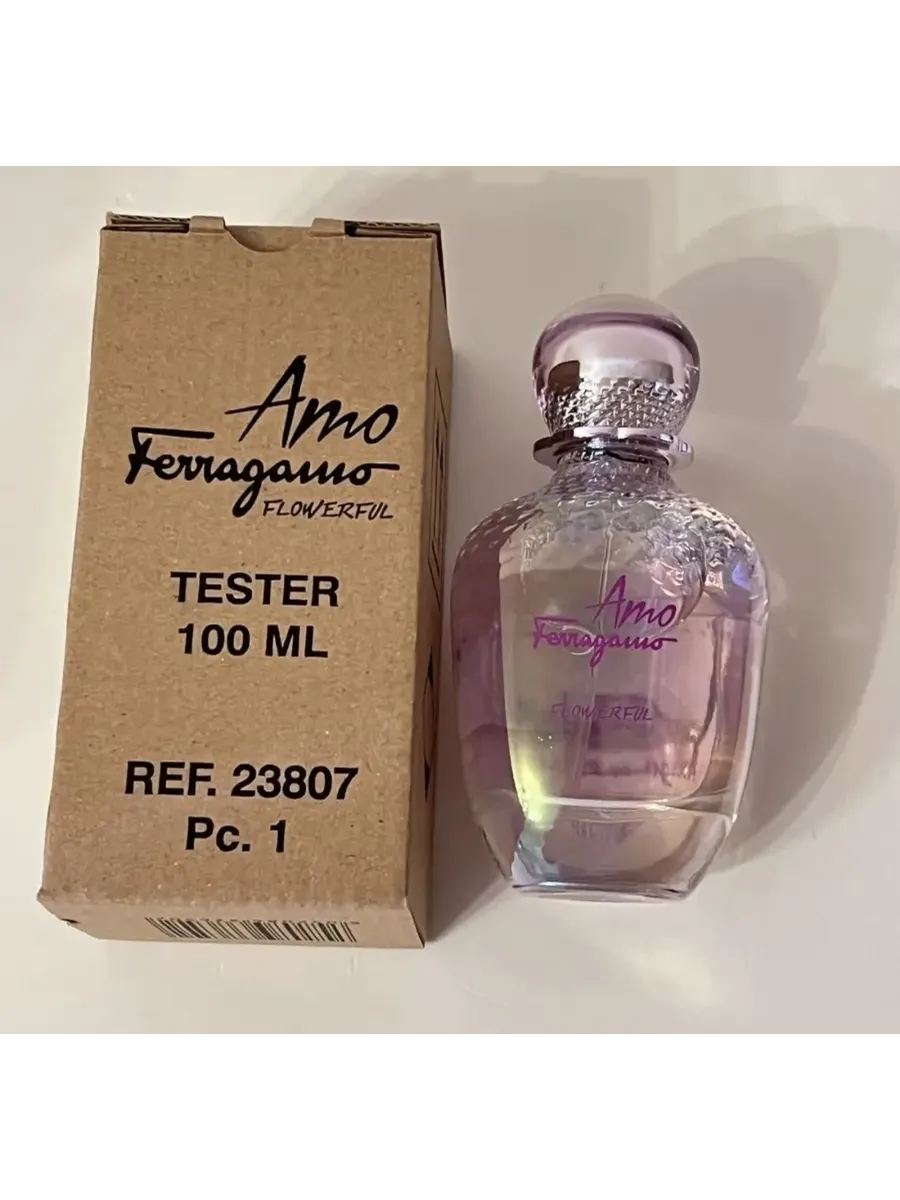 Amo
Ferragamo
FLOWERFUL
TESTER
100 ML
REF. 23807
Pc. 1
Amo
Ferragamo
FLOWERFUL